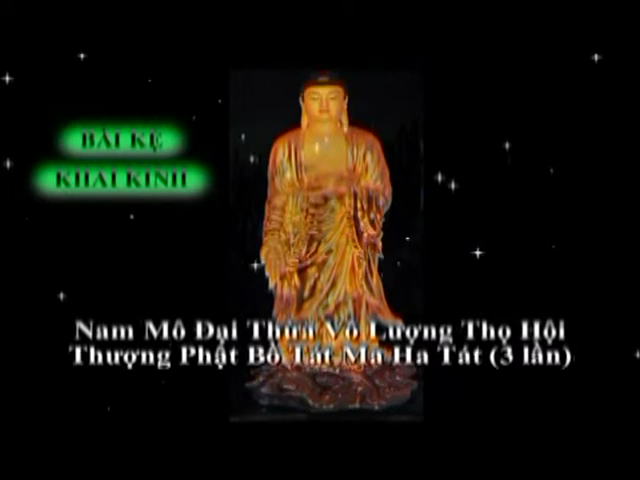 BÀI KỆ
KHAI KINH
Nam Mô Đại Thừa Vô Lượng Thọ Hội
Thượng Phật Bồ Tát Ma Ha Tát (3 lần)